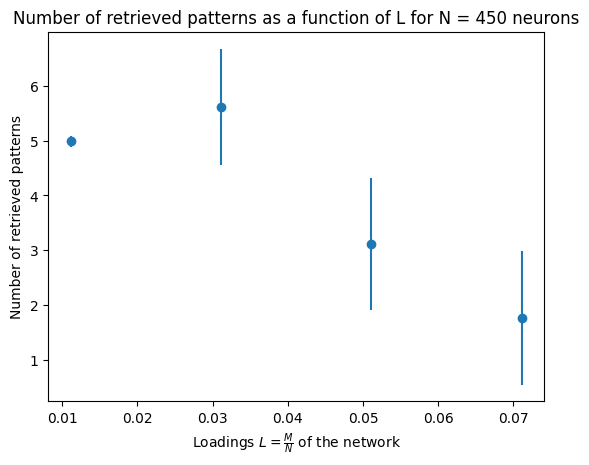 Number of retrieved patterns as a function of L for N = 450 neurons
Number of retrieved patterns
6
5
4
3
2
1
0.01 0.02 0.03 0.04 0.05 0.06 0.07
Loadings $L = \frac{M}{N}$ of the network